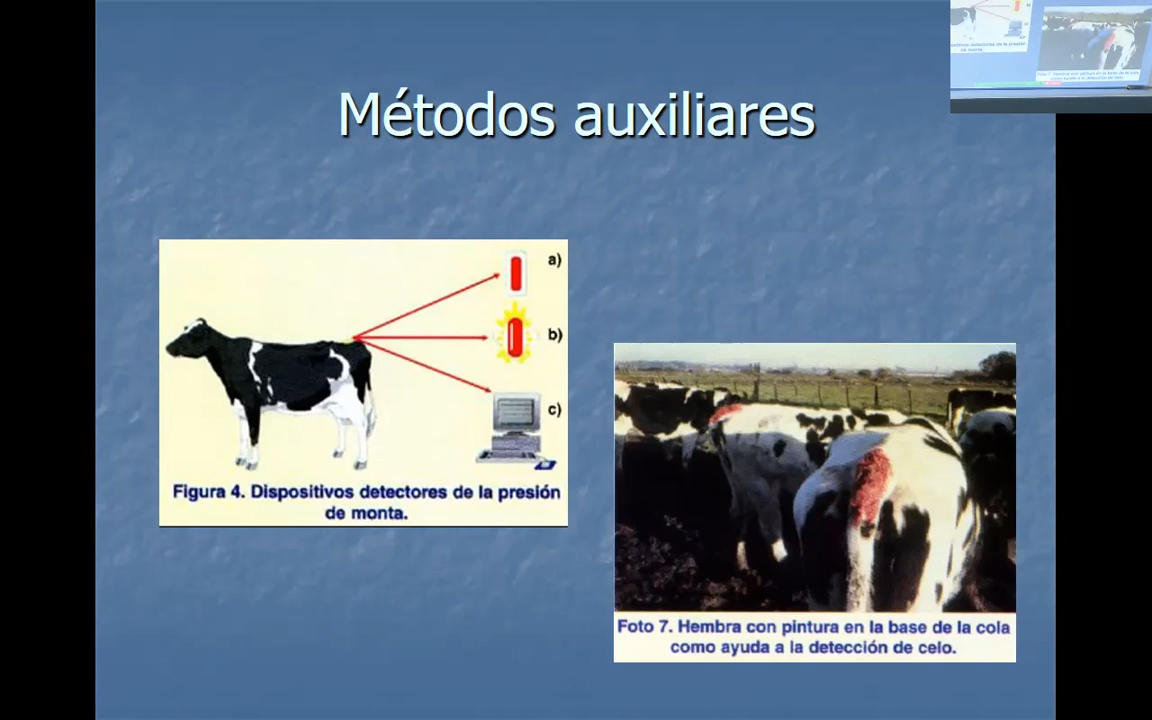 Métodos auxiliares
a)
b)
c)
Figura 4. Dispositivos detectores de la presión
de monta.
Foto 7. Hembra con pintura en la base de la cola
como ayuda a la detección de celo.